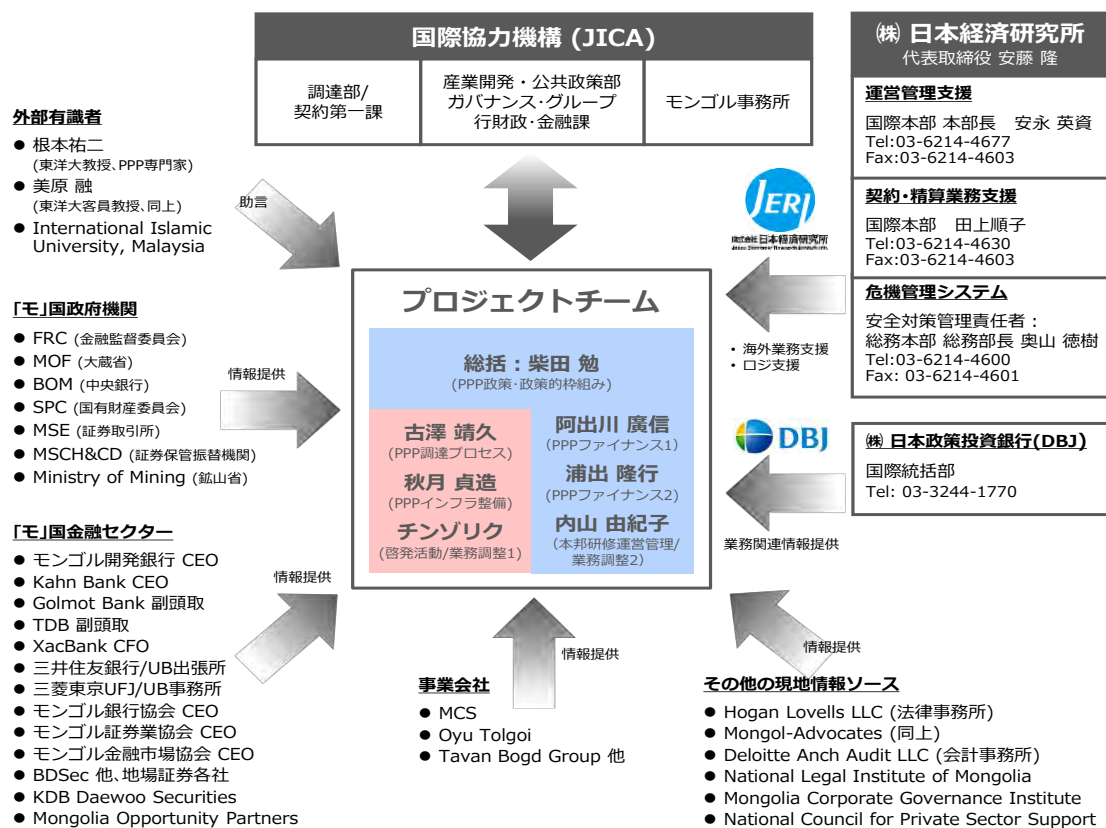 国際協力機構 (JICA)
調達部/
契約第一課
産業開発・公共政策部
ガバナンス・グループ
行財政・金融課
モンゴル事務所
㈱ 日本経済研究所
代表取締役 安藤 隆
運営管理支援
国際本部 本部長 安永 英資
Tel:03-6214-4677
Fax:03-6214-4603
契約・精算業務支援
国際本部 田上順子
Tel:03-6214-4630
Fax:03-6214-4603
危機管理システム
安全対策管理責任者：
総務本部 総務部長 奥山 徳樹
Tel:03-6214-4600
Fax: 03-6214-4601
外部有識者
● 根本祐二
(東洋大教授、PPP専門家)
● 美原 融
(東洋大客員教授、同上)
● International Islamic
University, Malaysia
助言
JERI
株式会社 日本経済研究所
・ 海外業務支援
・ ロジ支援
「モ」国政府機関
● FRC (金融監督委員会)
● MOF (大蔵省)
● BOM (中央銀行)
● SPC (国有財産委員会)
● MSE (証券取引所)
● MSCH&CD (証券保管振替機関)
● Ministry of Mining (鉱山省)
情報提供
プロジェクトチーム
総括：柴田 勉
(PPP政策・政策的枠組み)
古澤 靖久
(PPP調達プロセス)
秋月 貞造
(PPPインフラ整備)
チンゾリク
(啓発活動/業務調整1)
阿出川 廣信
(PPPファイナンス1)
浦出 隆行
(PPPファイナンス2)
内山 由紀子
（本邦研修運営管理/
業務調整2）
DBJ
㈱ 日本政策投資銀行(DBJ)
国際統括部
Tel: 03-3244-1770
業務関連情報提供
「モ」国金融セクター
● モンゴル開発銀行 CEO
● Kahn Bank CEO
● Golmot Bank 副頭取
● TDB 副頭取
● XacBank CFO
● 三井住友銀行/UB出張所
● 三菱東京UFJ/UB事務所
● モンゴル銀行協会 CEO
● モンゴル証券業協会 CEO
● モンゴル金融市場協会 CEO
● BDSec 他、地場証券各社
● KDB Daewoo Securities
● Mongolia Opportunity Partners
情報提供
事業会社
● MCS
● Oyu Tolgoi
● Tavan Bogd Group 他
情報提供
その他の現地情報ソース
● Hogan Lovells LLC (法律事務所)
● Mongol-Advocates (同上)
● Deloitte Anch Audit LLC (会計事務所)
● National Legal Institute of Mongolia
● Mongolia Corporate Governance Institute
● National Council for Private Sector Support
情報提供